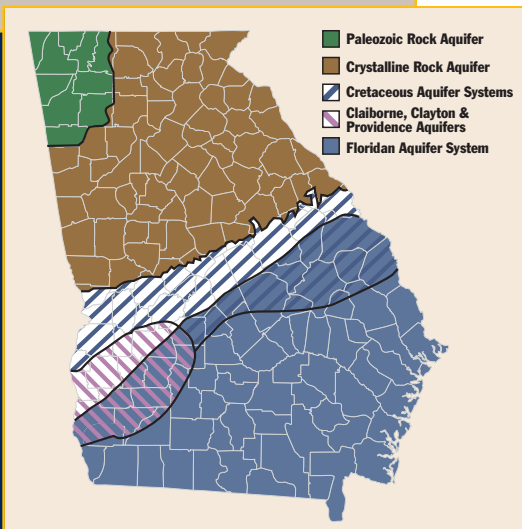 Paleozoic Rock Aquifer
Crystalline Rock Aquifer
Cretaceous Aquifer Systems
Claiborne, Clayton &
Providence Aquifers
Floridan Aquifer System